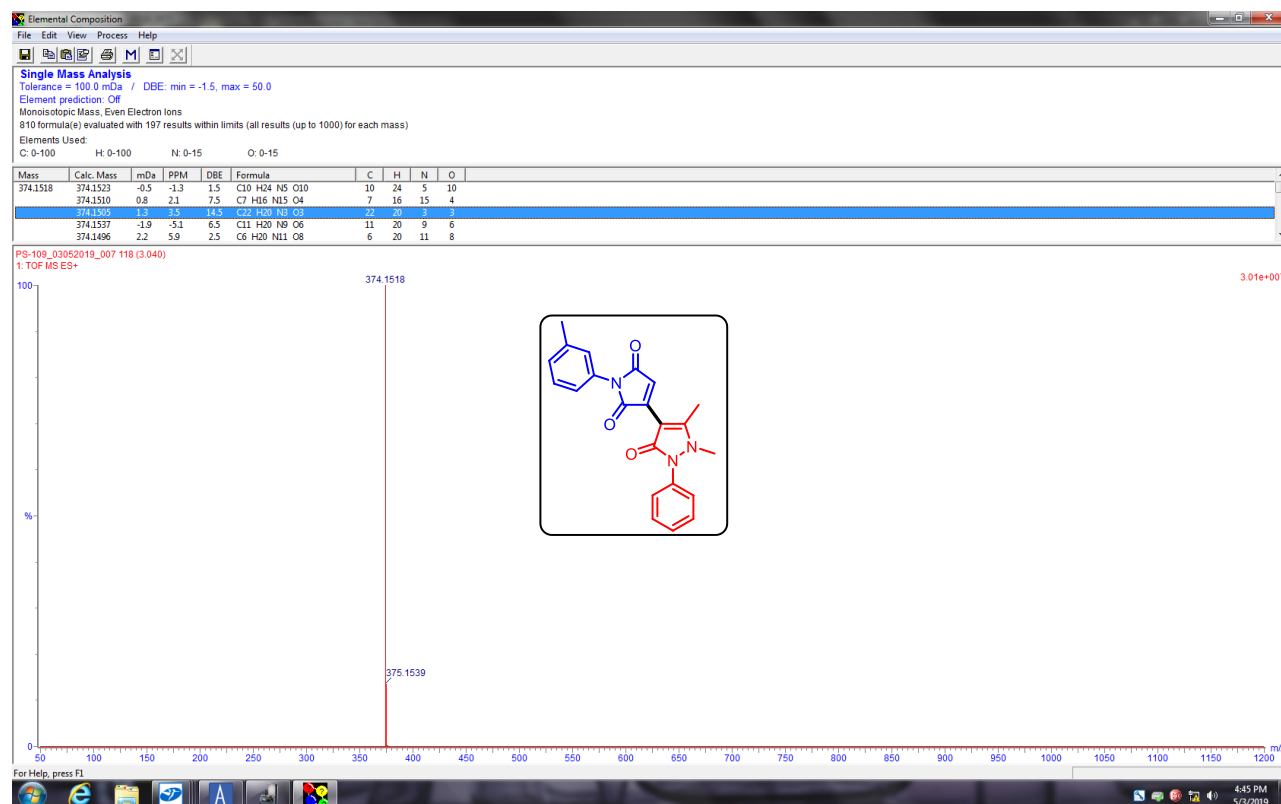 Elemental Composition
File Edit View Process Help
M
Single Mass Analysis
Tolerance = 100.0 mDa / DBE: min = -1.5, max = 50.0
Element prediction: Off
Monoisotopic Mass, Even Electron Ions
810 formula(e) evaluated with 197 results within limits (all results (up to 1000) for each mass)
Elements Used:
C: 0-100 H: 0-100 N: 0-15 O: 0-15
Mass Calc. Mass mDa PPM DBE Formula C H N O
374.1518 374.1523 -0.5 -1.3 1.5 C10 H24 N5 O10 10 24 5 10
374.1510 0.8 2.1 7.5 C7 H16 N15 O4 7 16 15 4
374.1505 1.3 3.5 14.5 C22 H20 N3 O3 22 20 3 3
374.1537 -1.9 -5.1 6.5 C11 H20 N9 O6 11 20 9 6
374.1496 2.2 5.9 2.5 C6 H20 N11 O8 6 20 11 8
PS-109_03052019_007 118 (3.040)
1: TOF MS ES+
3.01e+007
374.1518
100
O
N
O
O
N
N
%
375.1539
0
50 100 150 200 250 300 350 400 450 500 550 600 650 700 750 800 850 900 950 1000 1050 1100 1150 1200
m/
For Help, press F1
A
4:45 PM
5/3/2019